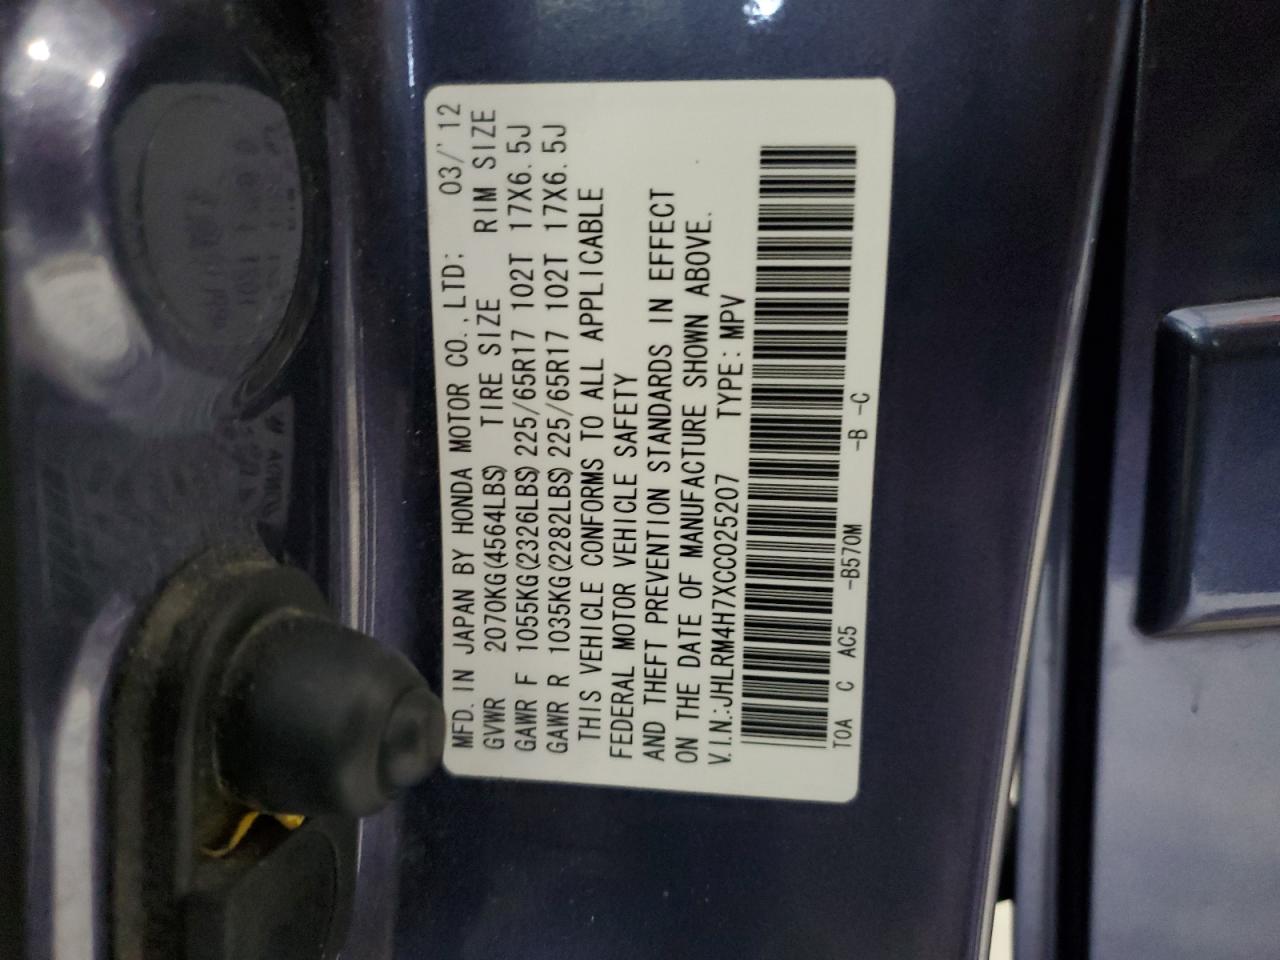 MFD. IN JAPAN BY HONDA MOTOR CO.,LTD: 03/'12
GVWR 2070KG(4564LBS) TIRE SIZE RIM SIZE
GAWR F 1055KG(2326LBS) 225/65R17 102T 17X6.5J
GAWR R 1035KG(2282LBS) 225/65R17 102T 17X6.5J
THIS VEHICLE CONFORMS TO ALL APPLICABLE
FEDERAL MOTOR VEHICLE SAFETY
AND THEFT PREVENTION STANDARDS IN EFFECT
ON THE DATE OF MANUFACTURE SHOWN ABOVE.
V.I.N.:JHLRM4H7XCC025207 TYPE:MPV
TOA C AC5 -B570M -B -C